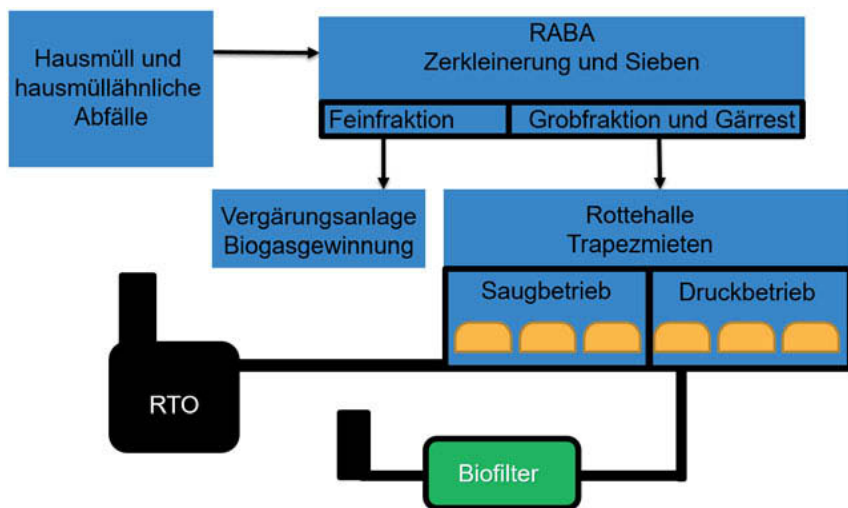 Hausmüll und
hausmüllähnliche
Abfälle
RABA
Zerkleinerung und Sieben
Feinfraktion
Grobfraktion und Gärrest
Vergärungsanlage
Biogasgewinnung
Rottehalle
Trapezmieten
Saugbetrieb
Druckbetrieb
RTO
Biofilter